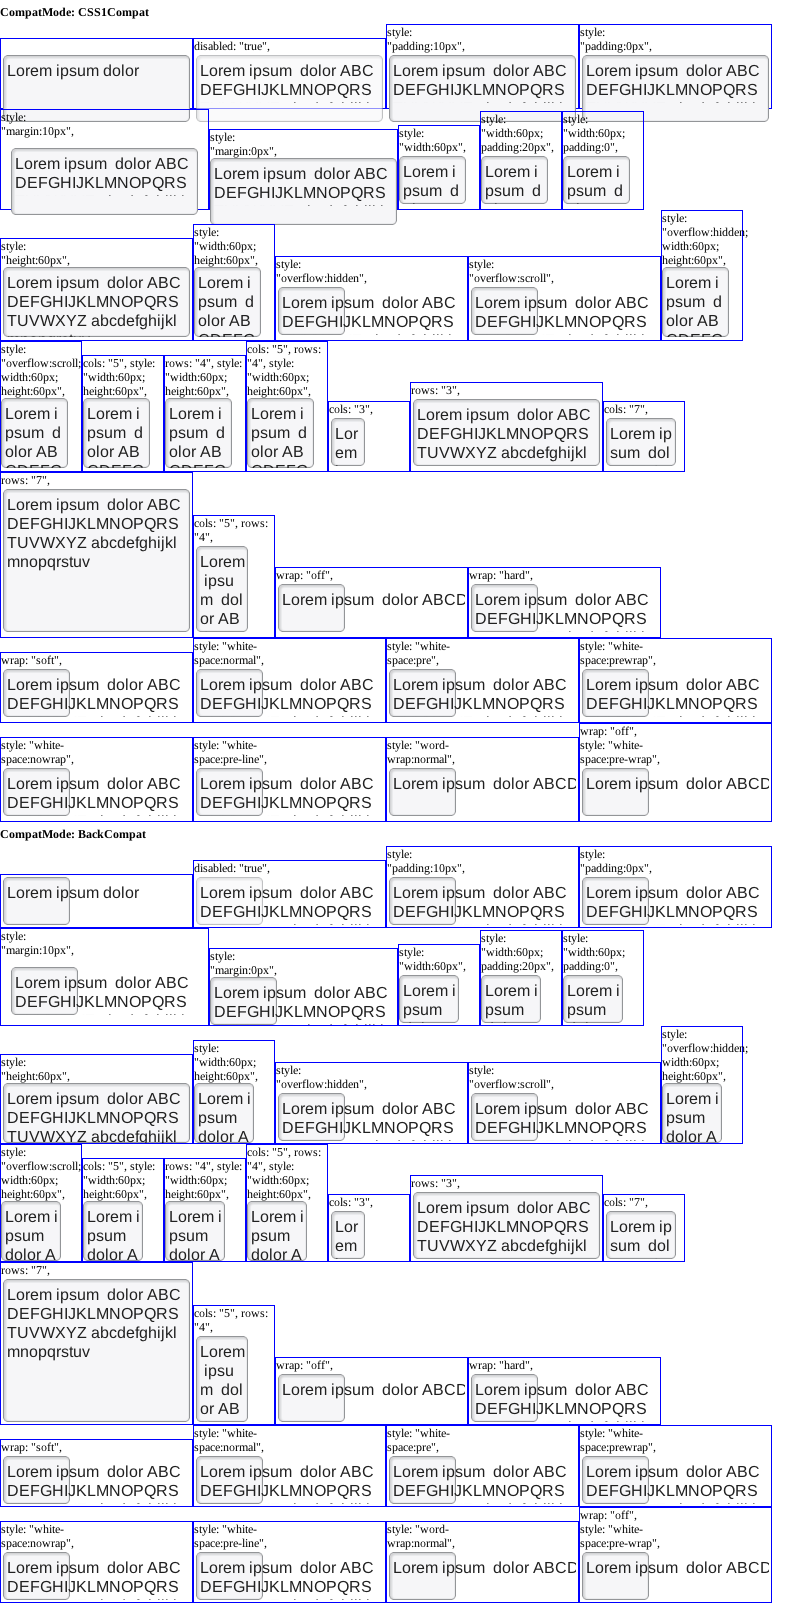 CompatMode: CSS1Compat
Lorem ipsum dolor
disabled: "true",
Lorem ipsum  dolor ABC
DEFGHIJKLMNOPQRS
style:
"padding:10px",
Lorem ipsum  dolor ABC
DEFGHIJKLMNOPQRS
style:
"padding:0px",
Lorem ipsum  dolor ABC
DEFGHIJKLMNOPQRS
style:
"margin:10px",
Lorem ipsum  dolor ABC
DEFGHIJKLMNOPQRS
style:
"margin:0px",
Lorem ipsum  dolor ABC
DEFGHIJKLMNOPQRS
style:
"width:60px",
Lorem i
psum  d
style:
"width:60px;
padding:20px",
Lorem i
psum  d
style:
"width:60px;
padding:0",
Lorem i
psum  d
style:
"height:60px",
Lorem ipsum  dolor ABC
DEFGHIJKLMNOPQRS
TUVWXYZ abcdefghijkl
style:
"width:60px;
height:60px",
Lorem i
psum  d
olor AB
style:
"overflow:hidden",
Lorem ipsum  dolor ABC
DEFGHIJKLMNOPQRS
style:
"overflow:scroll",
Lorem ipsum  dolor ABC
DEFGHIJKLMNOPQRS
style:
"overflow:hidden;
width:60px;
height:60px",
Lorem i
psum  d
olor AB
style:
"overflow:scroll;
width:60px;
height:60px",
Lorem i
psum  d
olor AB
cols: "5", style:
"width:60px;
height:60px",
Lorem i
psum  d
olor AB
rows: "4", style:
"width:60px;
height:60px",
Lorem i
psum  d
olor AB
cols: "5", rows:
"4", style:
"width:60px;
height:60px",
Lorem i
psum  d
olor AB
cols: "3",
Lor
em
rows: "3",
Lorem ipsum  dolor ABC
DEFGHIJKLMNOPQRS
TUVWXYZ abcdefghijkl
cols: "7",
Lorem ip
sum  dol
rows: "7",
Lorem ipsum  dolor ABC
DEFGHIJKLMNOPQRS
TUVWXYZ abcdefghijkl
mnopqrstuv
cols: "5", rows:
"4",
Lorem
ipsu
m  dol
or AB
wrap: "off",
Lorem ipsum  dolor ABCD
wrap: "hard",
Lorem ipsum  dolor ABC
DEFGHIJKLMNOPQRS
wrap: "soft",
Lorem ipsum  dolor ABC
DEFGHIJKLMNOPQRS
style: "white-
space:normal",
Lorem ipsum  dolor ABC
DEFGHIJKLMNOPQRS
style: "white-
space:pre",
Lorem ipsum  dolor ABC
DEFGHIJKLMNOPQRS
style: "white-
space:prewrap",
Lorem ipsum  dolor ABC
DEFGHIJKLMNOPQRS
style: "white-
space:nowrap",
Lorem ipsum  dolor ABC
DEFGHIJKLMNOPQRS
style: "white-
space:pre-line",
Lorem ipsum  dolor ABC
DEFGHIJKLMNOPQRS
style: "word-
wrap:normal",
Lorem ipsum  dolor ABCD
wrap: "off",
style: "white-
space:pre-wrap",
Lorem ipsum  dolor ABCD
CompatMode: BackCompat
Lorem ipsum dolor
disabled: "true",
Lorem ipsum  dolor ABC
DEFGHIJKLMNOPQRS
style:
"padding:10px",
Lorem ipsum  dolor ABC
DEFGHIJKLMNOPQRS
style:
"padding:0px",
Lorem ipsum  dolor ABC
DEFGHIJKLMNOPQRS
style:
"margin:10px",
Lorem ipsum  dolor ABC
DEFGHIJKLMNOPQRS
style:
"margin:0px",
Lorem ipsum  dolor ABC
DEFGHIJKLMNOPQRS
style:
"width:60px",
Lorem i
psum
style:
"width:60px;
padding:20px",
Lorem i
psum
style:
"width:60px;
padding:0",
Lorem i
psum
style:
"height:60px",
Lorem ipsum  dolor ABC
DEFGHIJKLMNOPQRS
TUVWXYZ abcdefghijkl
style:
"width:60px;
height:60px",
Lorem i
psum
dolor A
style:
"overflow:hidden",
Lorem ipsum  dolor ABC
DEFGHIJKLMNOPQRS
style:
"overflow:scroll",
Lorem ipsum  dolor ABC
DEFGHIJKLMNOPQRS
style:
"overflow:hidden;
width:60px;
height:60px",
Lorem i
psum
dolor A
style:
"overflow:scroll;
width:60px;
height:60px",
Lorem i
psum
dolor A
cols: "5", style:
"width:60px;
height:60px",
Lorem i
psum
dolor A
rows: "4", style:
"width:60px;
height:60px",
Lorem i
psum
dolor A
cols: "5", rows:
"4", style:
"width:60px;
height:60px",
Lorem i
psum
dolor A
cols: "3",
Lor
em
rows: "3",
Lorem ipsum  dolor ABC
DEFGHIJKLMNOPQRS
TUVWXYZ abcdefghijkl
cols: "7",
Lorem ip
sum  dol
rows: "7",
Lorem ipsum  dolor ABC
DEFGHIJKLMNOPQRS
TUVWXYZ abcdefghijkl
mnopqrstuv
cols: "5", rows:
"4",
Lorem
ipsu
m  dol
or AB
wrap: "off",
Lorem ipsum  dolor ABCD
wrap: "hard",
Lorem ipsum  dolor ABC
DEFGHIJKLMNOPQRS
wrap: "soft",
Lorem ipsum  dolor ABC
DEFGHIJKLMNOPQRS
style: "white-
space:normal",
Lorem ipsum  dolor ABC
DEFGHIJKLMNOPQRS
style: "white-
space:pre",
Lorem ipsum  dolor ABC
DEFGHIJKLMNOPQRS
style: "white-
space:prewrap",
Lorem ipsum  dolor ABC
DEFGHIJKLMNOPQRS
style: "white-
space:nowrap",
Lorem ipsum  dolor ABC
DEFGHIJKLMNOPQRS
style: "white-
space:pre-line",
Lorem ipsum  dolor ABC
DEFGHIJKLMNOPQRS
style: "word-
wrap:normal",
Lorem ipsum  dolor ABCD
wrap: "off",
style: "white-
space:pre-wrap",
Lorem ipsum  dolor ABCD